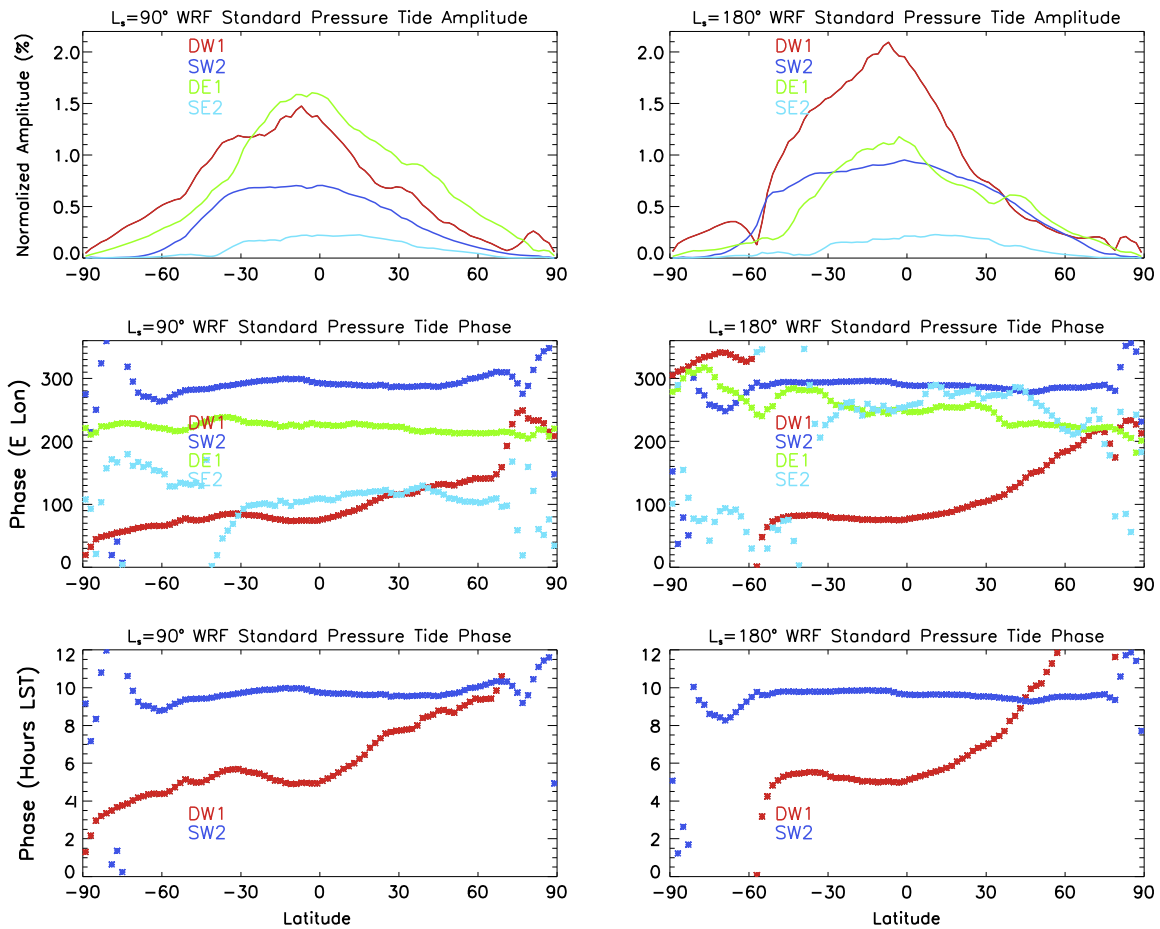 Lₛ=90° WRF Standard Pressure Tide Amplitude
Normalized Amplitude (%)
2.0
1.5
1.0
0.5
0.0
DW1
SW2
DE1
SE2
−90 −60 −30 0 30 60 90
Lₛ=180° WRF Standard Pressure Tide Amplitude
2.0
1.5
1.0
0.5
0.0
DW1
SW2
DE1
SE2
−90 −60 −30 0 30 60 90
Lₛ=90° WRF Standard Pressure Tide Phase
Phase (E Lon)
300
200
100
0
DW1
SW2
DE1
SE2
−90 −60 −30 0 30 60 90
Lₛ=180° WRF Standard Pressure Tide Phase
300
200
100
0
DW1
SW2
DE1
SE2
−90 −60 −30 0 30 60 90
Lₛ=90° WRF Standard Pressure Tide Phase
Phase (Hours LST)
12
10
8
6
4
2
0
DW1
SW2
−90 −60 −30 0 30 60 90
Latitude
Lₛ=180° WRF Standard Pressure Tide Phase
12
10
8
6
4
2
0
DW1
SW2
−90 −60 −30 0 30 60 90
Latitude